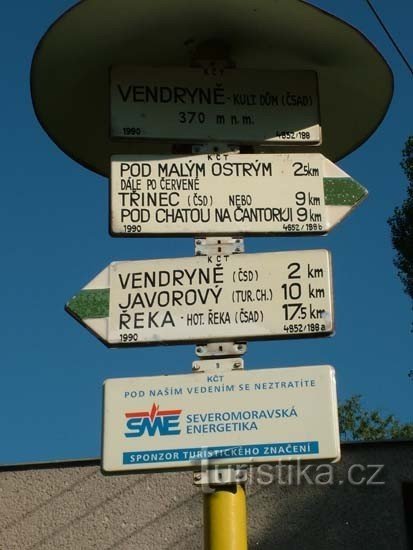 KČT
VENDRYNĚ - KULT. DŮM (ČSAD)
370 m n.m.
1990 4852/188
KČT
POD MALÝM OSTRÝM 2.5km
DÁLE PO ČERVENÉ
TŘINEC (ČSD) NEBO 9 km
POD CHATOU NA ČANTORYJI 9 km
1990 4852/188b
KČT
VENDRYNĚ (ČSD) 2 km
JAVOROVÝ (TUR. CH.) 10 km
ŘEKA - HOT. ŘEKA (ČSAD) 17.5 km
1990 4852/188a
KČT
POD NAŠÍM VEDENÍM SE NEZTRATÍTE
SME SEVEROMORAVSKÁ
ENERGETIKA
SPONZOR TURISTICKÉHO ZNAČENÍ
turistika.cz